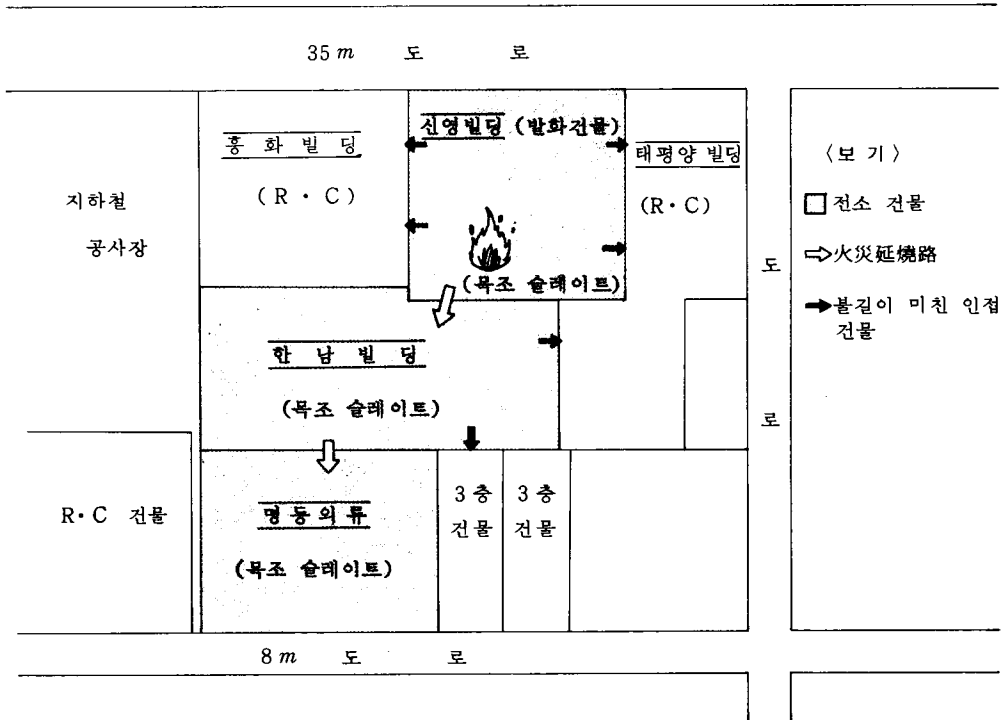 35 m 도 로
신영빌딩 (발화건물)
흥 화 빌 딩
(R · C)
태평양 빌딩
(R · C)
지하철
공사장
(목조 슬레이트)
한 남 빌 딩
(목조 슬레이트)
R · C 건물
명동의류
(목조 슬레이트)
3 층
건물
3 층
건물
도
로
〈보 기〉
전소 건물
火災延燒路
불길이 미친 인접
건물
8 m 도 로